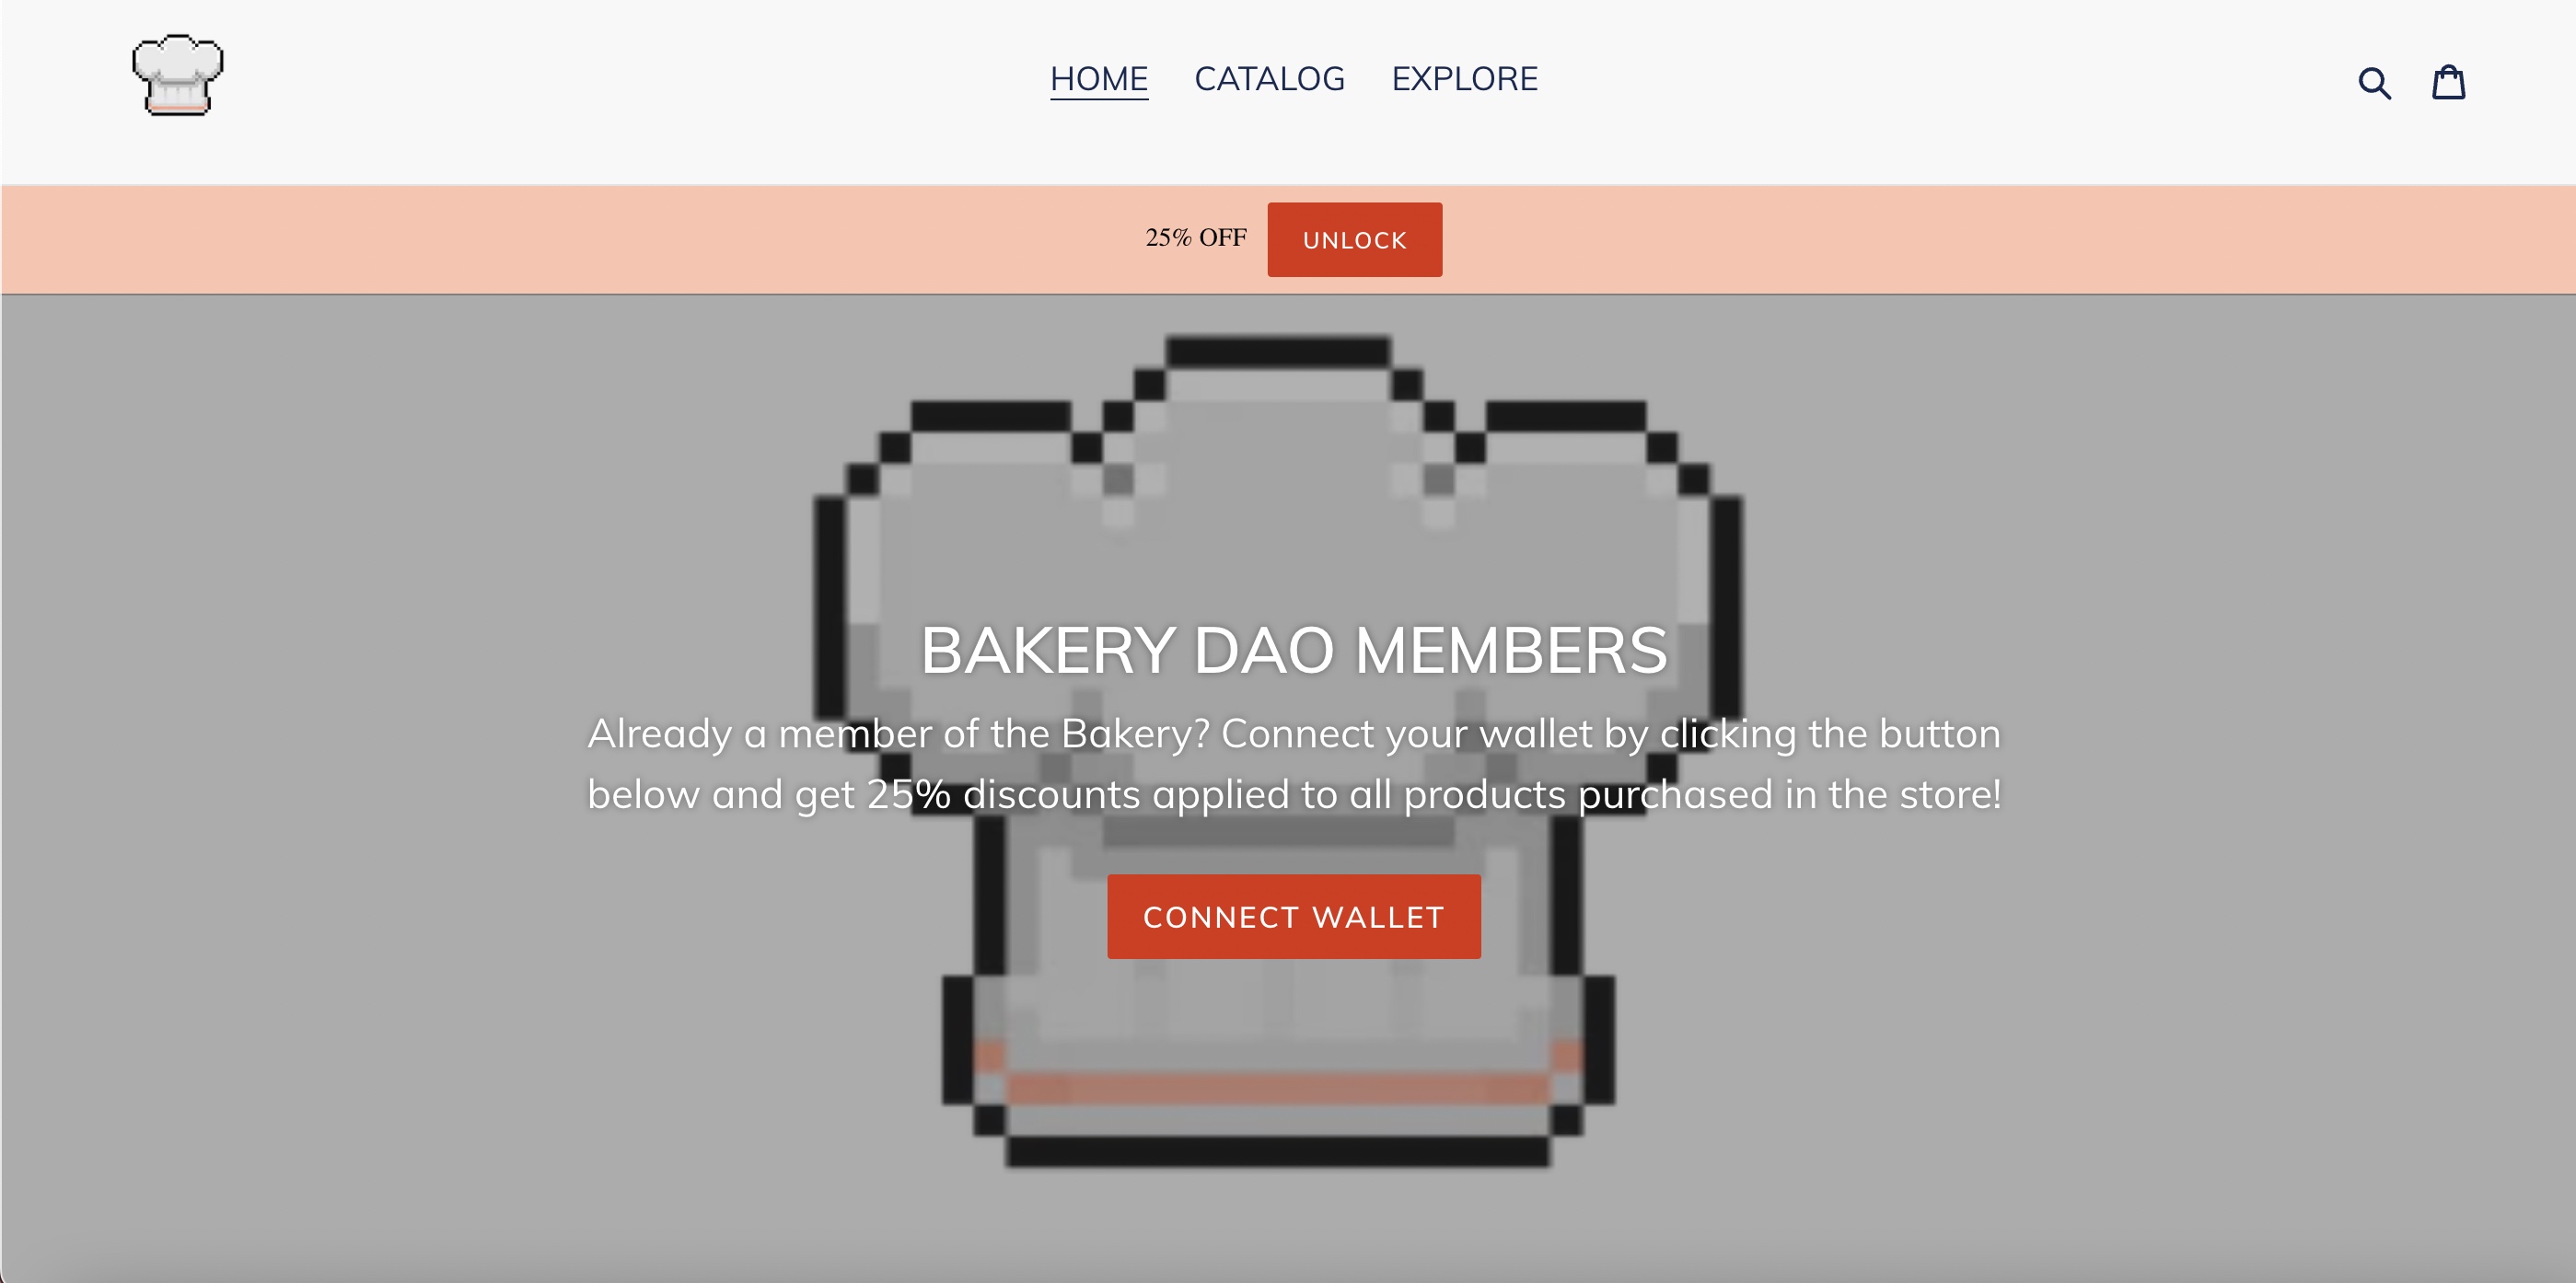 HOME CATALOG EXPLORE
25% OFF UNLOCK
BAKERY DAO MEMBERS
Already a member of the Bakery? Connect your wallet by clicking the button
below and get 25% discounts applied to all products purchased in the store!
CONNECT WALLET